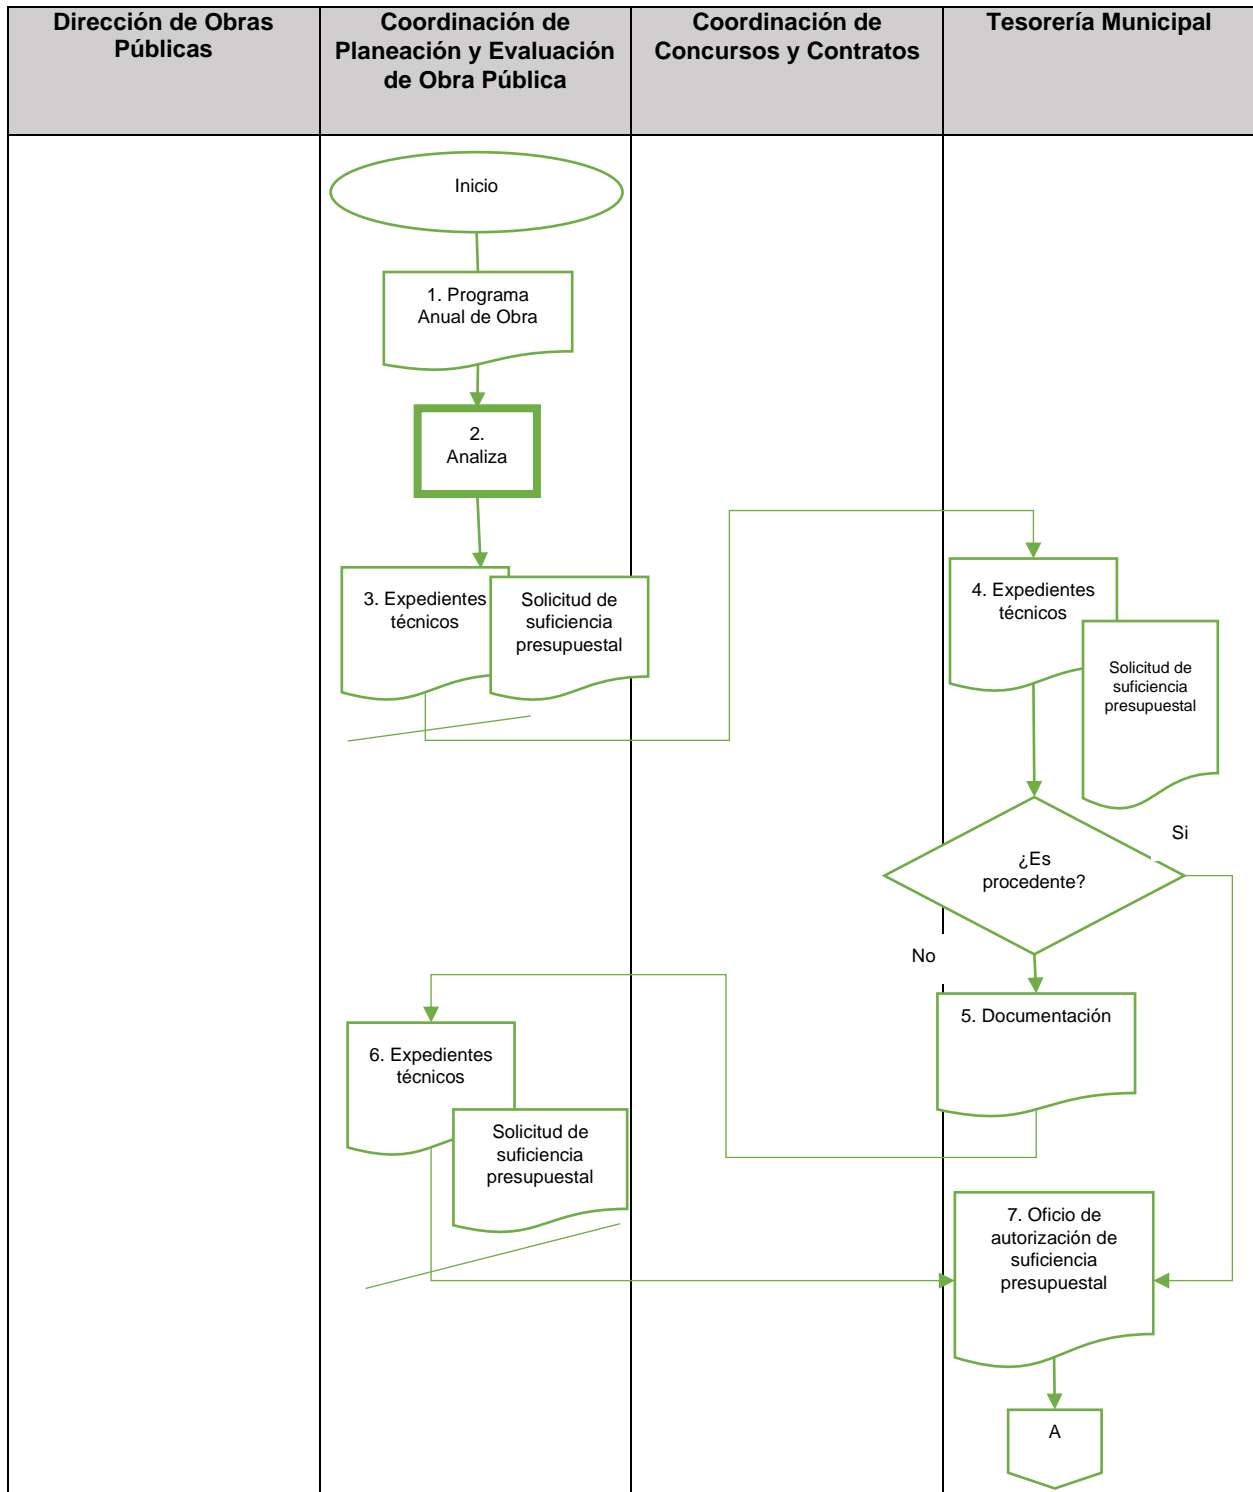 Dirección de Obras
Públicas
Coordinación de
Planeación y Evaluación
de Obra Pública
Coordinación de
Concursos y Contratos
Tesorería Municipal
Inicio
1. Programa
Anual de Obra
2.
Analiza
3. Expedientes
técnicos
Solicitud de
suficiencia
presupuestal
4. Expedientes
técnicos
Solicitud de
suficiencia
presupuestal
¿Es
procedente?
Si
No
5. Documentación
6. Expedientes
técnicos
Solicitud de
suficiencia
presupuestal
7. Oficio de
autorización de
suficiencia
presupuestal
A